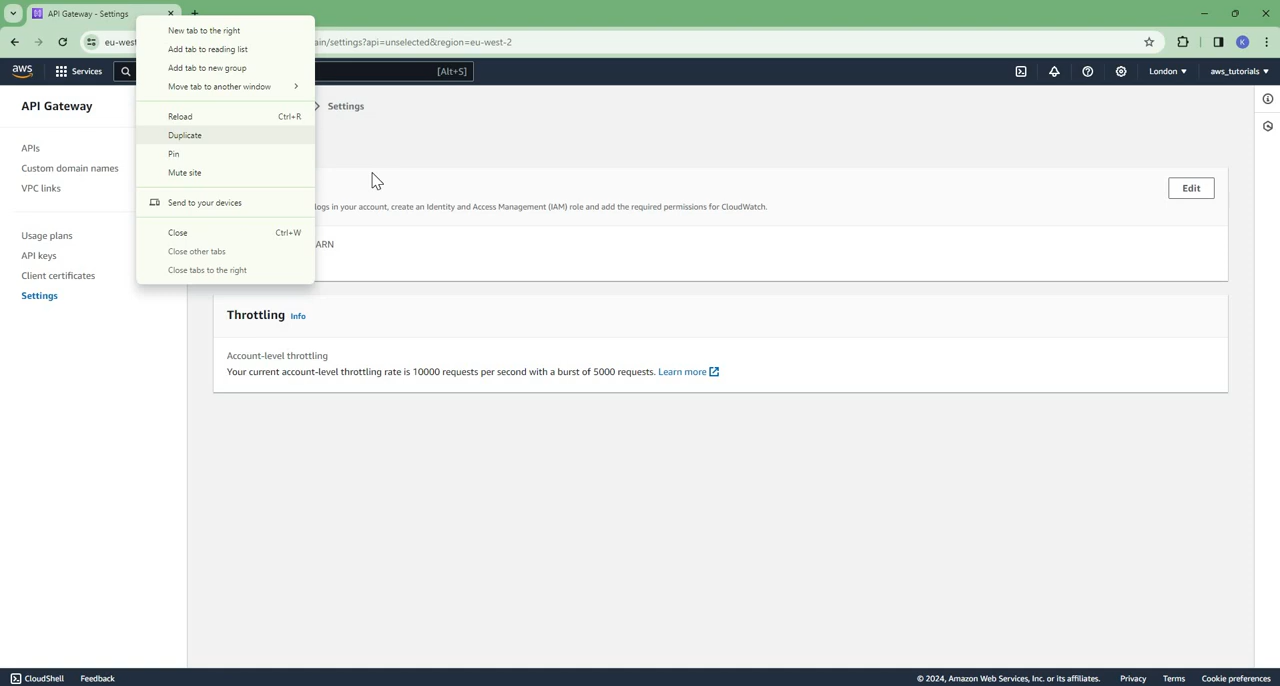 API Gateway - Settings
New tab to the right
Add tab to reading list
Add tab to new group
Move tab to another window
Reload Ctrl+R
Duplicate
Pin
Mute site
Send to your devices
Close Ctrl+W
Close other tabs
Close tabs to the right
eu-west
ain/settings?api=unselected&region=eu-west-2
K
aws
Services
[Alt+S]
London
aws_tutorials
API Gateway
Settings
APIs
Custom domain names
VPC links
Usage plans
API keys
Client certificates
Settings
Edit
logs in your account, create an Identity and Access Management (IAM) role and add the required permissions for CloudWatch.
ARN
Throttling Info
Account-level throttling
Your current account-level throttling rate is 10000 requests per second with a burst of 5000 requests. Learn more
CloudShell Feedback
© 2024, Amazon Web Services, Inc. or its affiliates. Privacy Terms Cookie preferences